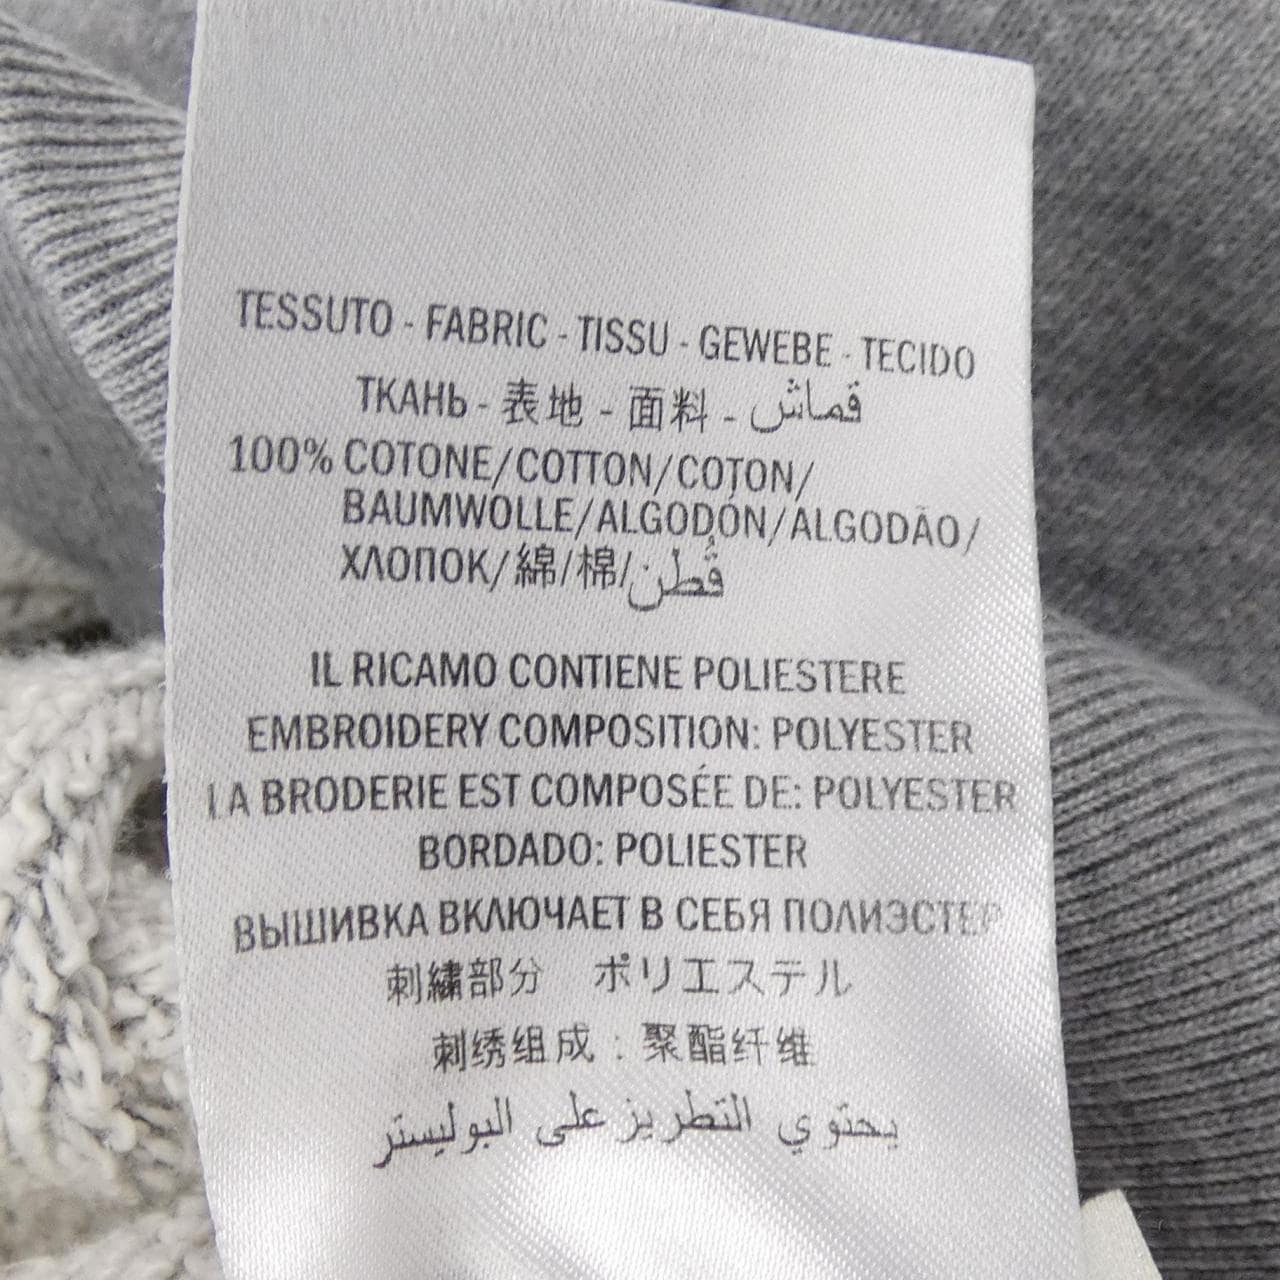 TESSUTO - FABRIC - TISSU - GEWEBE - TECIDO
ТКАНЬ - 表地 - 面料 - قماش
100% COTONE/COTTON/COTON/
BAUMWOLLE/ALGODÓN/ALGODÃO/
ХЛОПОК/綿/棉/قُطن
IL RICAMO CONTIENE POLIESTERE
EMBROIDERY COMPOSITION: POLYESTER
LA BRODERIE EST COMPOSÉE DE: POLYESTER
BORDADO: POLIESTER
ВЫШИВКА ВКЛЮЧАЕТ В СЕБЯ ПОЛИЭСТЕР
刺繍部分　ポリエステル
刺绣组成：聚酯纤维
يحتوي التطريز على البوليستر